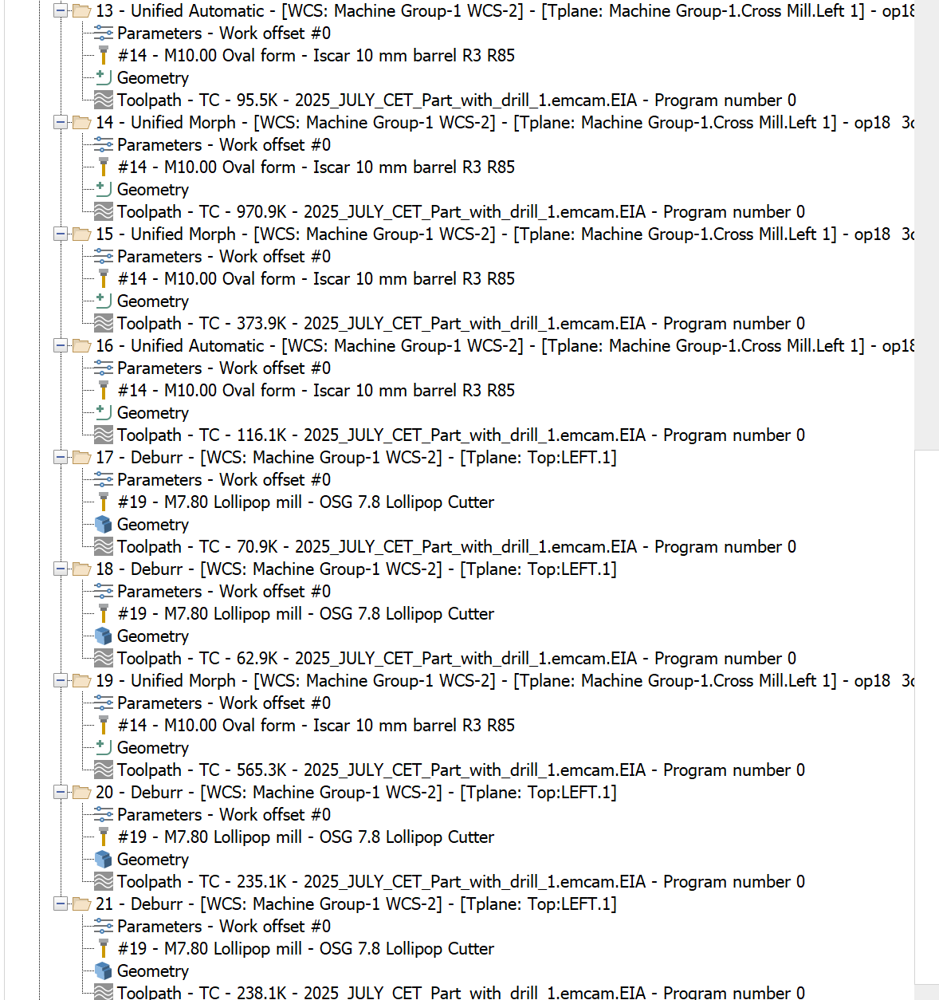 13 - Unified Automatic - [WCS: Machine Group-1 WCS-2] - [Tplane: Machine Group-1.Cross Mill.Left 1] - op18
Parameters - Work offset #0
#14 - M10.00 Oval form - Iscar 10 mm barrel R3 R85
Geometry
Toolpath - TC - 95.5K - 2025_JULY_CET_Part_with_drill_1.emcam.EIA - Program number 0
14 - Unified Morph - [WCS: Machine Group-1 WCS-2] - [Tplane: Machine Group-1.Cross Mill.Left 1] - op18 3d
Parameters - Work offset #0
#14 - M10.00 Oval form - Iscar 10 mm barrel R3 R85
Geometry
Toolpath - TC - 970.9K - 2025_JULY_CET_Part_with_drill_1.emcam.EIA - Program number 0
15 - Unified Morph - [WCS: Machine Group-1 WCS-2] - [Tplane: Machine Group-1.Cross Mill.Left 1] - op18 3d
Parameters - Work offset #0
#14 - M10.00 Oval form - Iscar 10 mm barrel R3 R85
Geometry
Toolpath - TC - 373.9K - 2025_JULY_CET_Part_with_drill_1.emcam.EIA - Program number 0
16 - Unified Automatic - [WCS: Machine Group-1 WCS-2] - [Tplane: Machine Group-1.Cross Mill.Left 1] - op18
Parameters - Work offset #0
#14 - M10.00 Oval form - Iscar 10 mm barrel R3 R85
Geometry
Toolpath - TC - 116.1K - 2025_JULY_CET_Part_with_drill_1.emcam.EIA - Program number 0
17 - Deburr - [WCS: Machine Group-1 WCS-2] - [Tplane: Top:LEFT.1]
Parameters - Work offset #0
#19 - M7.80 Lollipop mill - OSG 7.8 Lollipop Cutter
Geometry
Toolpath - TC - 70.9K - 2025_JULY_CET_Part_with_drill_1.emcam.EIA - Program number 0
18 - Deburr - [WCS: Machine Group-1 WCS-2] - [Tplane: Top:LEFT.1]
Parameters - Work offset #0
#19 - M7.80 Lollipop mill - OSG 7.8 Lollipop Cutter
Geometry
Toolpath - TC - 62.9K - 2025_JULY_CET_Part_with_drill_1.emcam.EIA - Program number 0
19 - Unified Morph - [WCS: Machine Group-1 WCS-2] - [Tplane: Machine Group-1.Cross Mill.Left 1] - op18 3d
Parameters - Work offset #0
#14 - M10.00 Oval form - Iscar 10 mm barrel R3 R85
Geometry
Toolpath - TC - 565.3K - 2025_JULY_CET_Part_with_drill_1.emcam.EIA - Program number 0
20 - Deburr - [WCS: Machine Group-1 WCS-2] - [Tplane: Top:LEFT.1]
Parameters - Work offset #0
#19 - M7.80 Lollipop mill - OSG 7.8 Lollipop Cutter
Geometry
Toolpath - TC - 235.1K - 2025_JULY_CET_Part_with_drill_1.emcam.EIA - Program number 0
21 - Deburr - [WCS: Machine Group-1 WCS-2] - [Tplane: Top:LEFT.1]
Parameters - Work offset #0
#19 - M7.80 Lollipop mill - OSG 7.8 Lollipop Cutter
Geometry
Toolpath - TC - 238.1K - 2025_JULY_CET_Part_with_drill_1.emcam.EIA - Program number 0